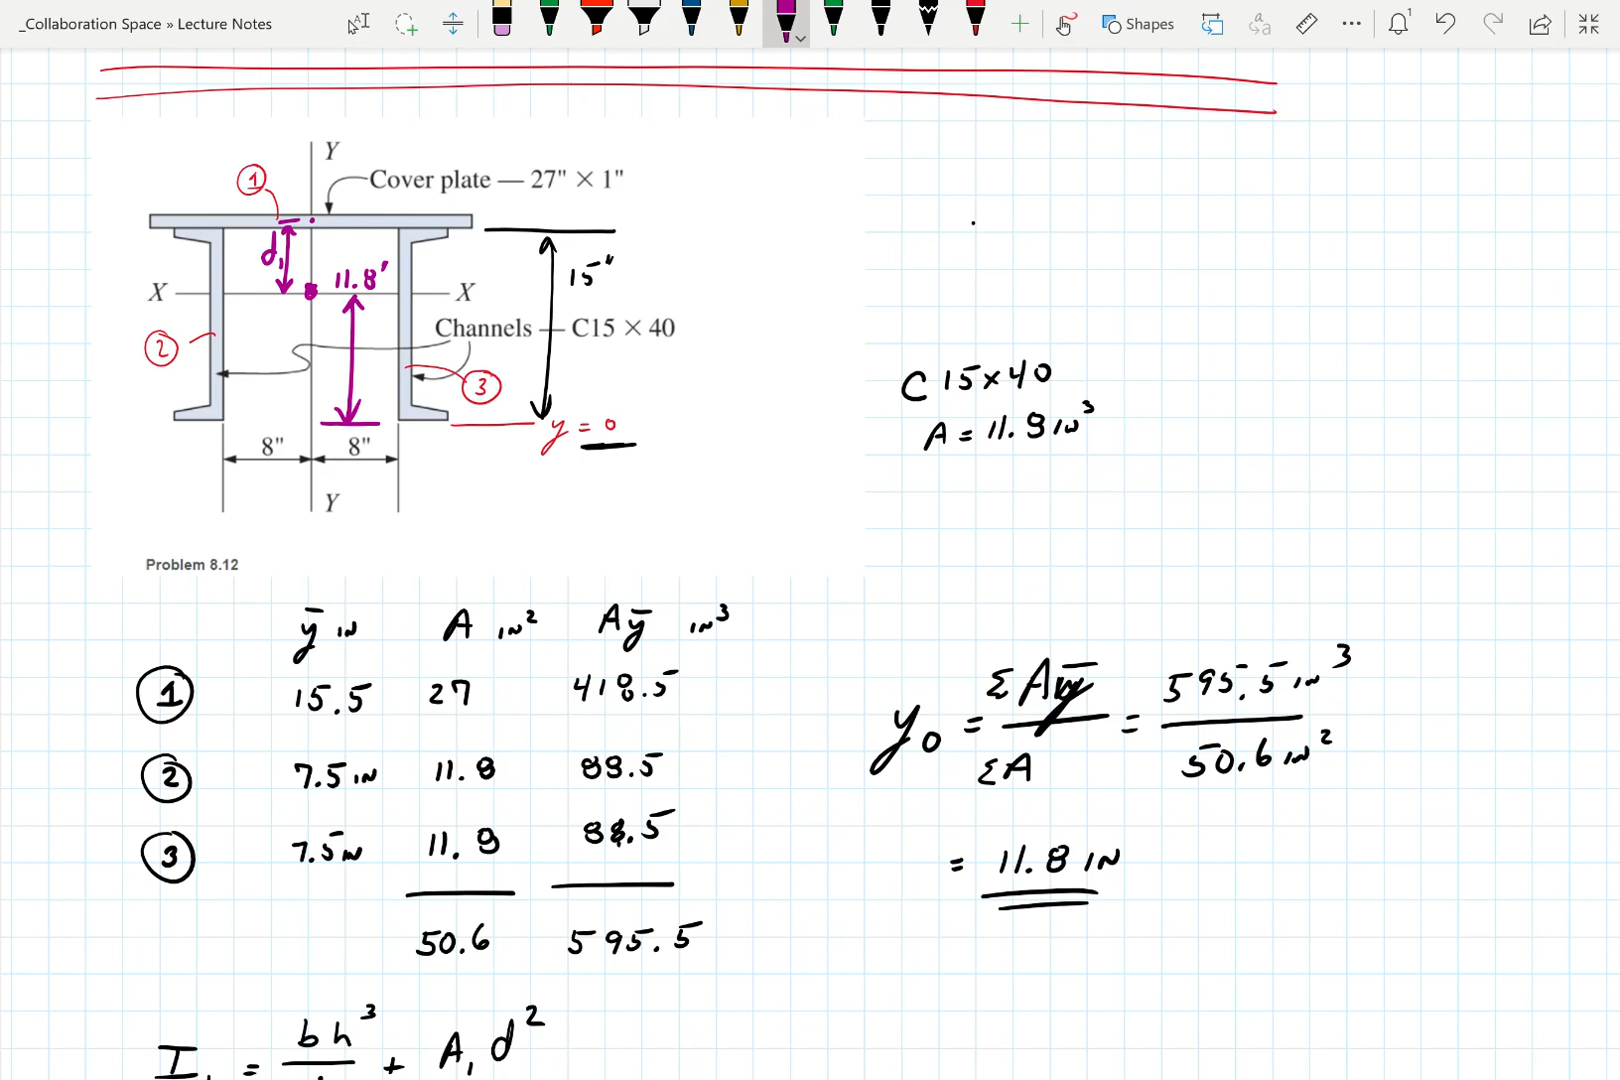 _Collaboration Space » Lecture Notes
Shapes
1
Y
1
Cover plate — 27" × 1"
d₁
11.8'
15"
X
X
Channels — C15 × 40
2
3
C 15×40
A = 11.8 in³
y = 0
8"
8"
Y
Problem 8.12
ȳ in
A in²
Aȳ in³
1 15.5 27 418.5
2 7.5 in 11.8 88.5
3 7.5 in 11.8 88.5
50.6 595.5
y₀ = ΣAȳ / ΣA = 595.5 in³ / 50.6 in²
= 11.8 in
I₁ = bh³ + A₁ d²